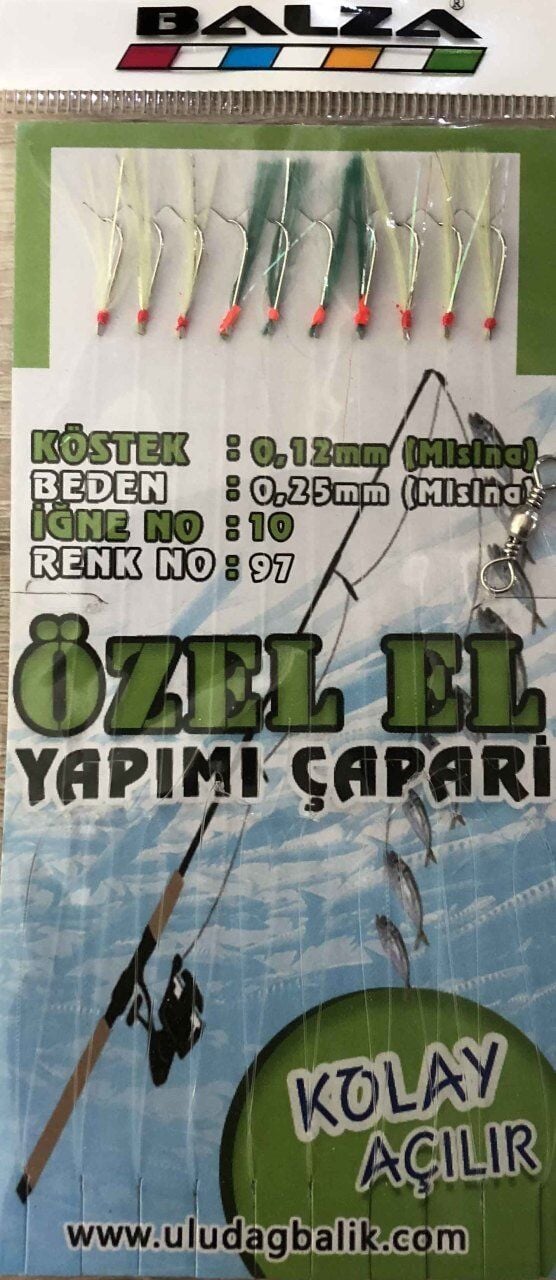 BALZA®
KÖSTEK : 0,12mm (Misina)
BEDEN : 0,25mm (Misina)
İĞNE NO : 10
RENK NO : 97
ÖZEL EL
YAPIMI ÇAPARİ
KOLAY
AÇILIR
www.uludagbalik.com